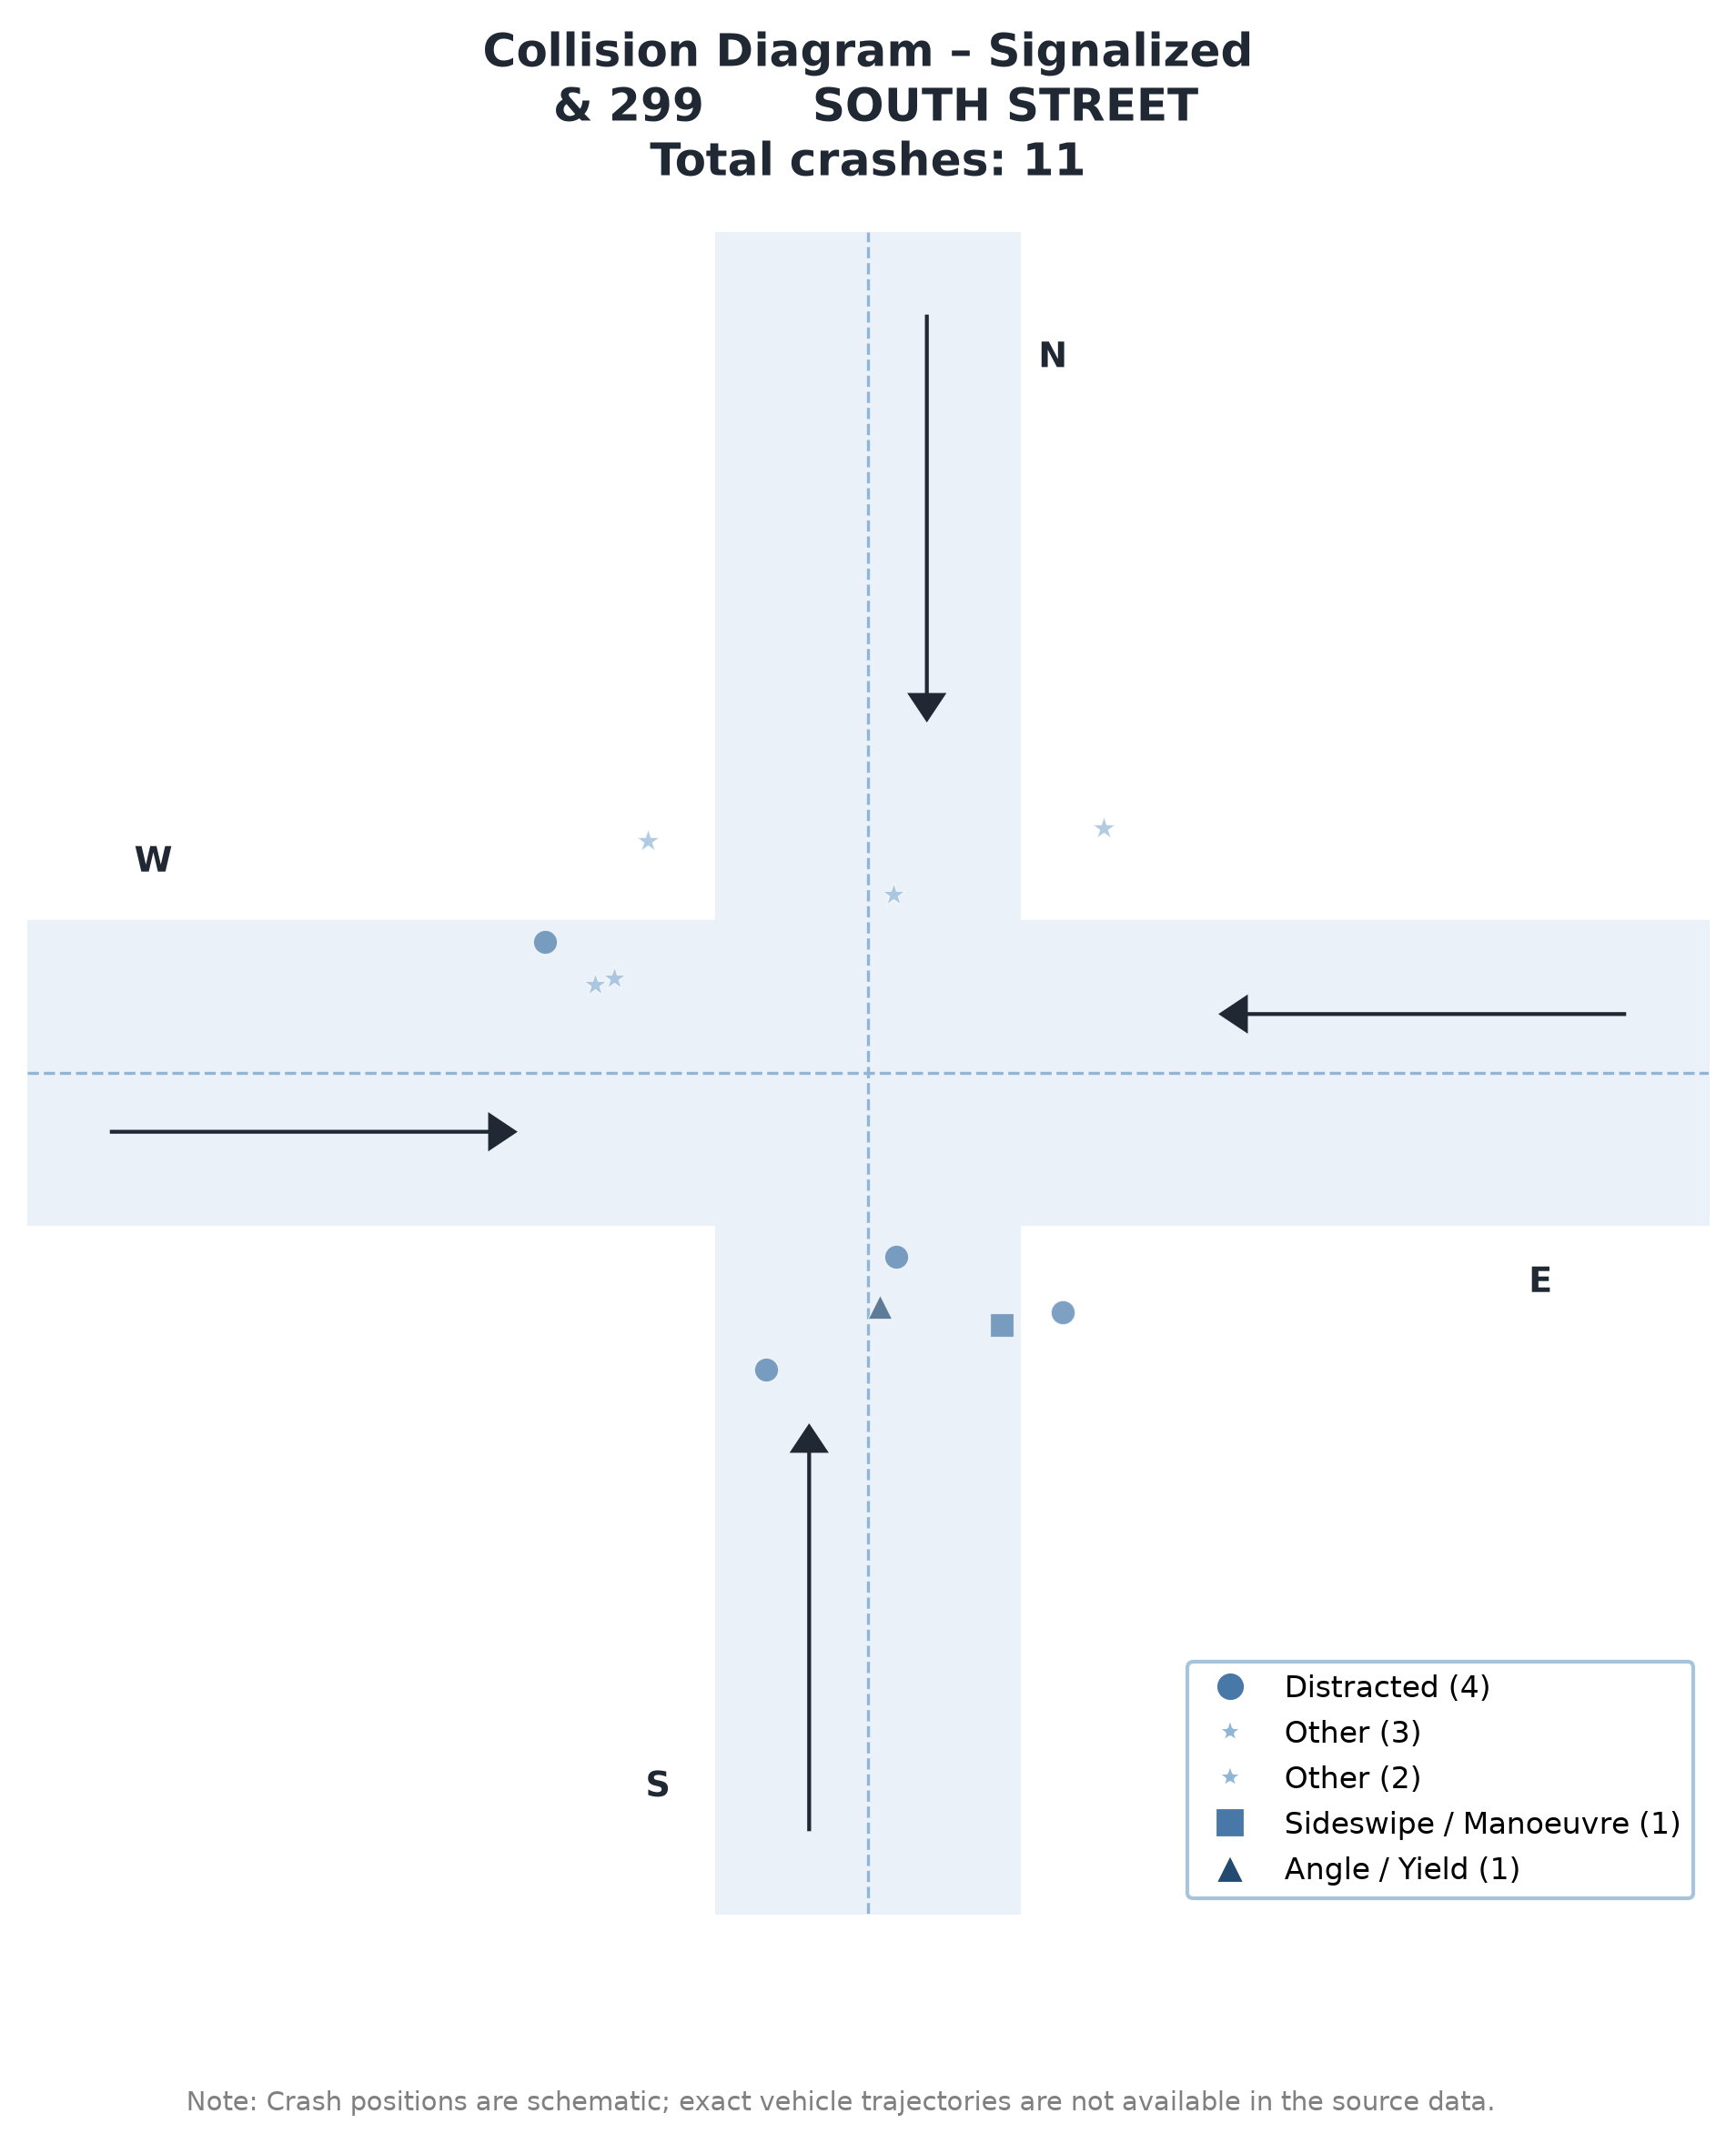 Collision Diagram – Signalized
& 299 SOUTH STREET
Total crashes: 11
N
W
E
S
Distracted (4)
Other (3)
Other (2)
Sideswipe / Manoeuvre (1)
Angle / Yield (1)
Note: Crash positions are schematic; exact vehicle trajectories are not available in the source data.